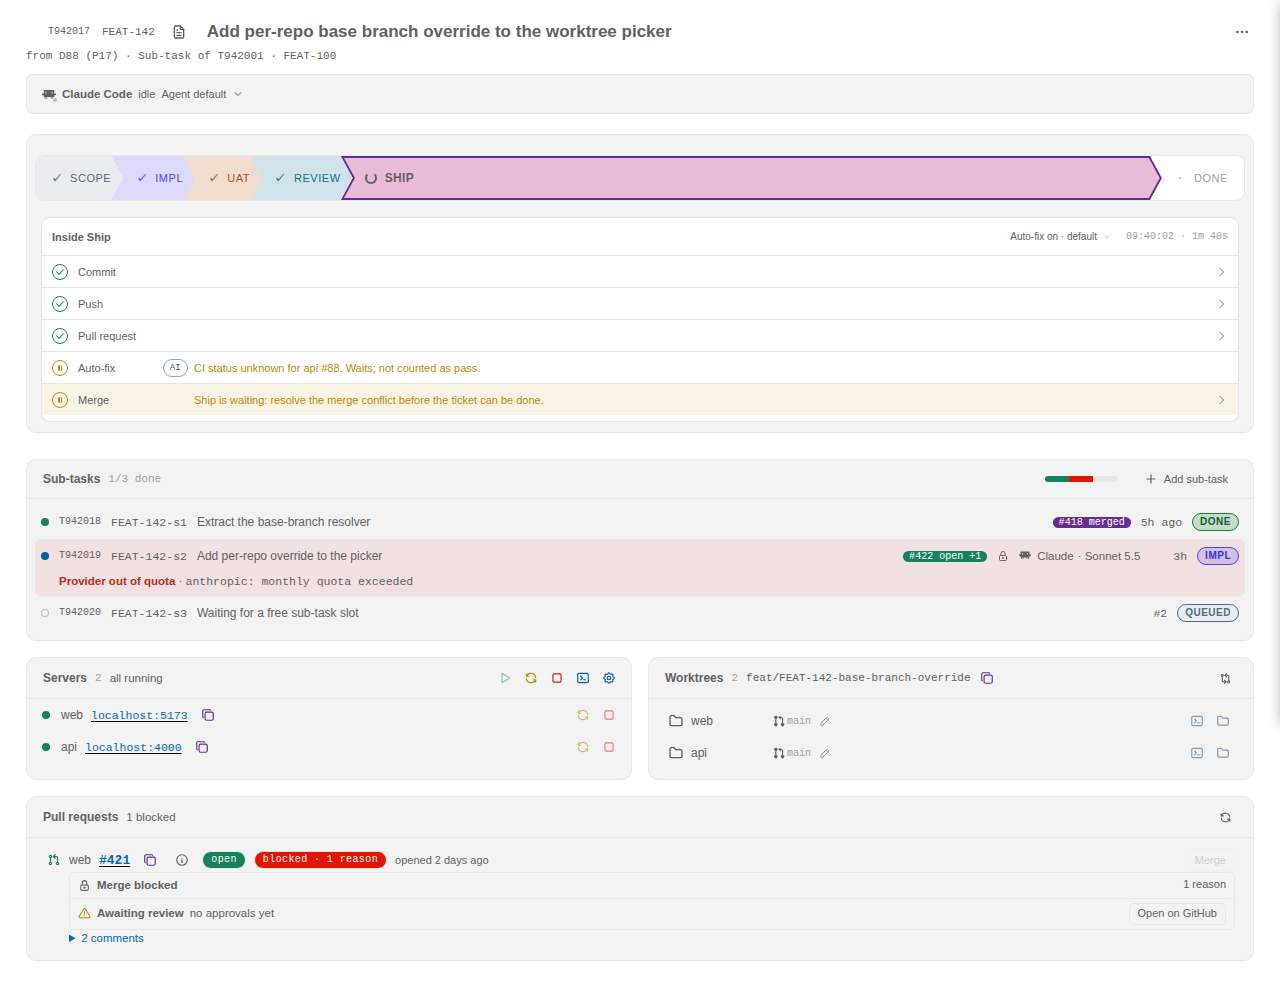 T942017 FEAT-142 Add per-repo base branch override to the worktree picker
from D88 (P17) · Sub-task of T942001 · FEAT-100
Claude Code idle Agent default
SCOPE IMPL UAT REVIEW SHIP · DONE
Inside Ship Auto-fix on · default 09:40:02 · 1m 40s
Commit
Push
Pull request
Auto-fix AI CI status unknown for api #88. Waits; not counted as pass.
Merge Ship is waiting: resolve the merge conflict before the ticket can be done.
Sub-tasks 1/3 done Add sub-task
T942018 FEAT-142-s1 Extract the base-branch resolver #418 merged 5h ago DONE
T942019 FEAT-142-s2 Add per-repo override to the picker #422 open +1 Claude · Sonnet 5.5 3h IMPL
Provider out of quota · anthropic: monthly quota exceeded
T942020 FEAT-142-s3 Waiting for a free sub-task slot #2 QUEUED
Servers 2 all running
web localhost:5173
api localhost:4000
Worktrees 2 feat/FEAT-142-base-branch-override
web main
api main
Pull requests 1 blocked
web #421 open blocked · 1 reason opened 2 days ago Merge
Merge blocked 1 reason
Awaiting review no approvals yet Open on GitHub
2 comments